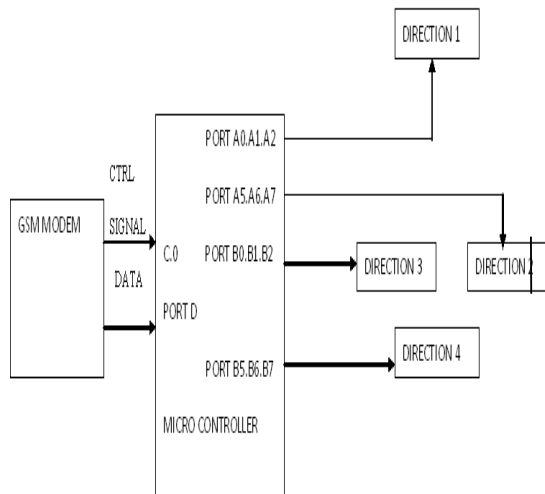 DIRECTION 1
PORT A0.A1.A2
CTRL
PORT A5.A6.A7
GSM MODEM
SIGNAL
C.0
PORT B0.B1.B2
DIRECTION 3
DIRECTION 2
DATA
PORT D
PORT B5.B6.B7
DIRECTION 4
MICRO CONTROLLER